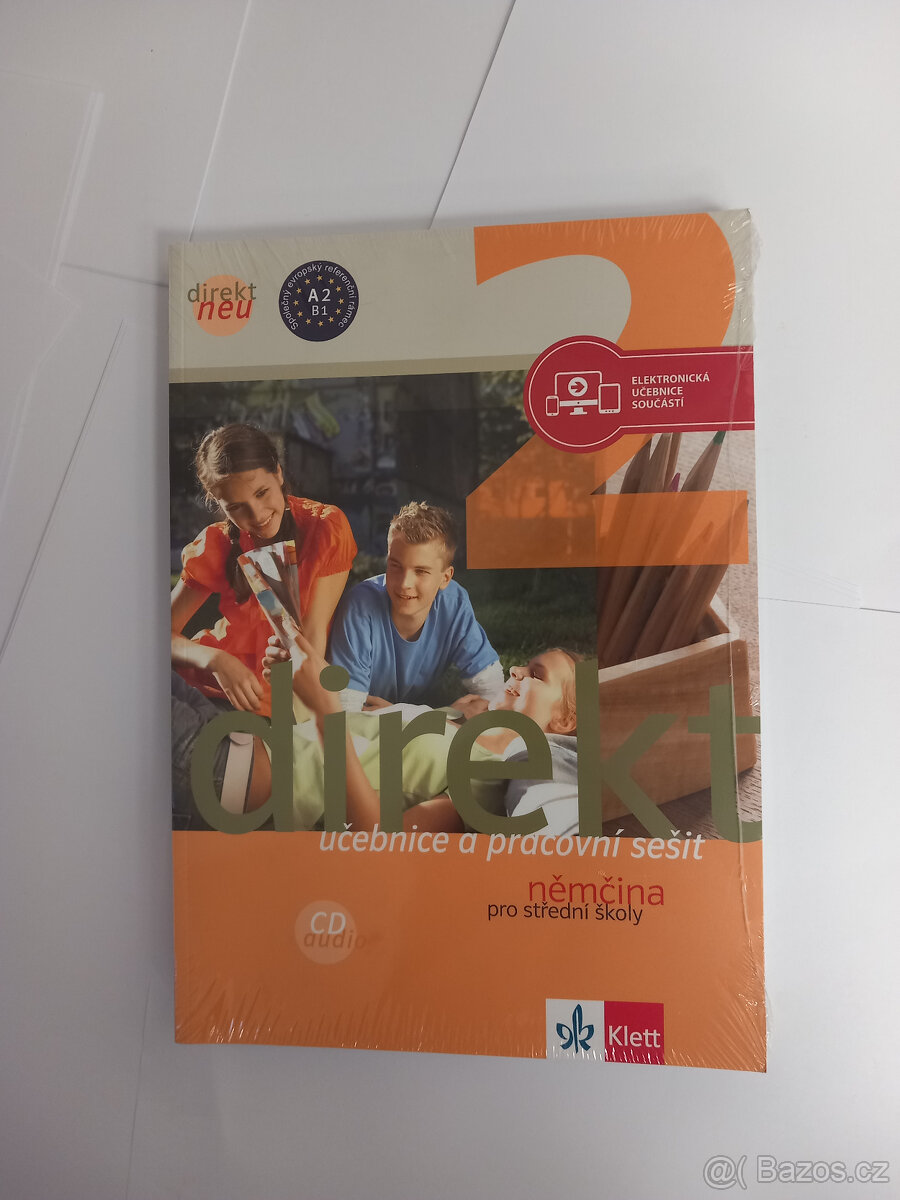 direkt
neu
Společný evropský referenční rámec
A2
B1
2
ELEKTRONICKÁ
UČEBNICE
SOUČÁSTÍ
direkt
učebnice a pracovní sešit
němčina
pro střední školy
CD
audio
Klett
@( Bazos.cz